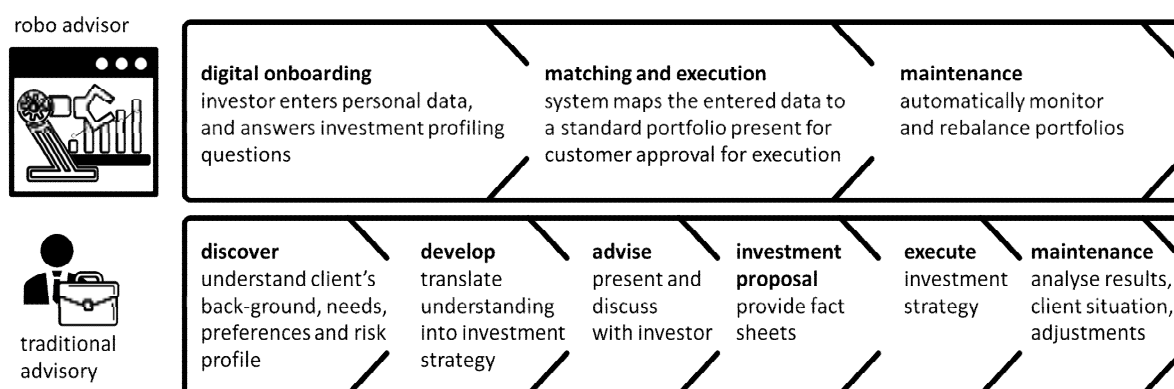 robo advisor
digital onboarding
investor enters personal data,
and answers investment profiling
questions
matching and execution
system maps the entered data to
a standard portfolio present for
customer approval for execution
maintenance
automatically monitor
and rebalance portfolios
traditional
advisory
discover
understand client's
back-ground, needs,
preferences and risk
profile
develop
translate
understanding
into investment
strategy
advise
present and
discuss
with investor
investment
proposal
provide fact
sheets
execute
investment
strategy
maintenance
analyse results,
client situation,
adjustments